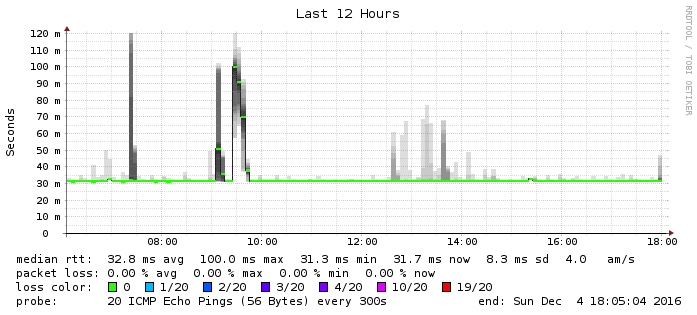 Last 12 Hours
RRDTOOL / TOBI OETIKER
Seconds
120 m
110 m
100 m
90 m
80 m
70 m
60 m
50 m
40 m
30 m
20 m
10 m
0
08:00 10:00 12:00 14:00 16:00 18:00
median rtt: 32.8 ms avg 100.0 ms max 31.3 ms min 31.7 ms now 8.3 ms sd 4.0 am/s
packet loss: 0.00 % avg 0.00 % max 0.00 % min 0.00 % now
loss color: 0 1/20 2/20 3/20 4/20 10/20 19/20
probe: 20 ICMP Echo Pings (56 Bytes) every 300s end: Sun Dec 4 18:05:04 2016